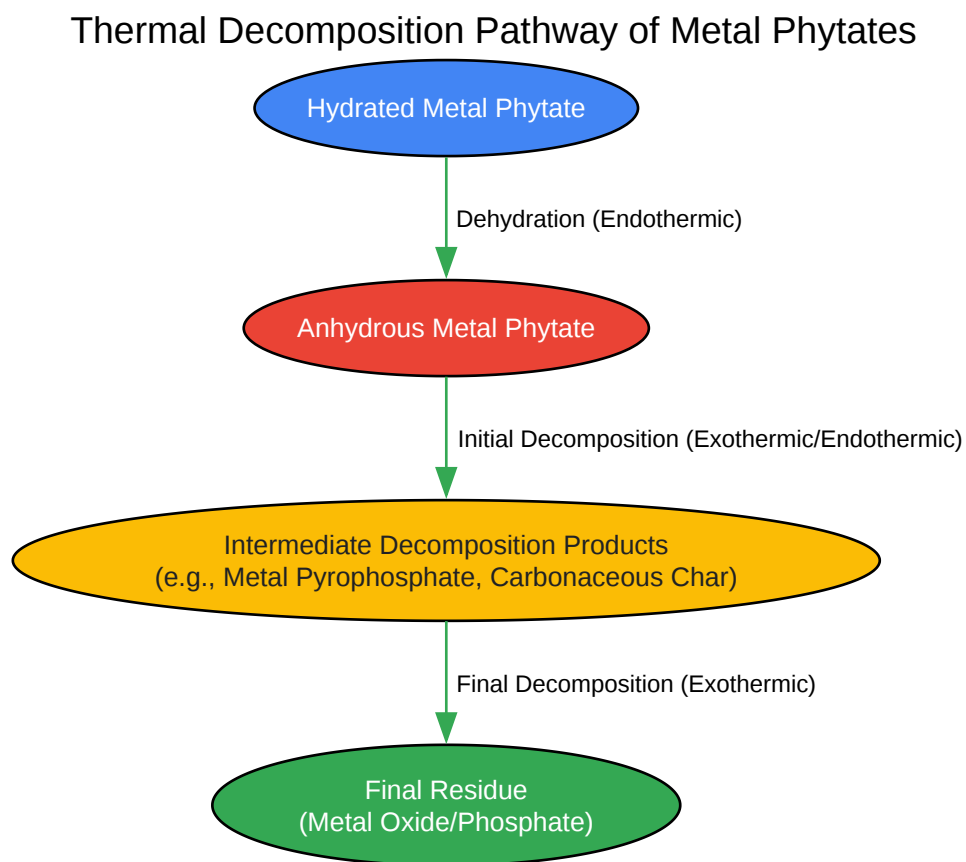 Thermal Decomposition Pathway of Metal Phytates
Hydrated Metal Phytate
Dehydration (Endothermic)
Anhydrous Metal Phytate
Initial Decomposition (Exothermic/Endothermic)
Intermediate Decomposition Products
(e.g., Metal Pyrophosphate, Carbonaceous Char)
Final Decomposition (Exothermic)
Final Residue
(Metal Oxide/Phosphate)